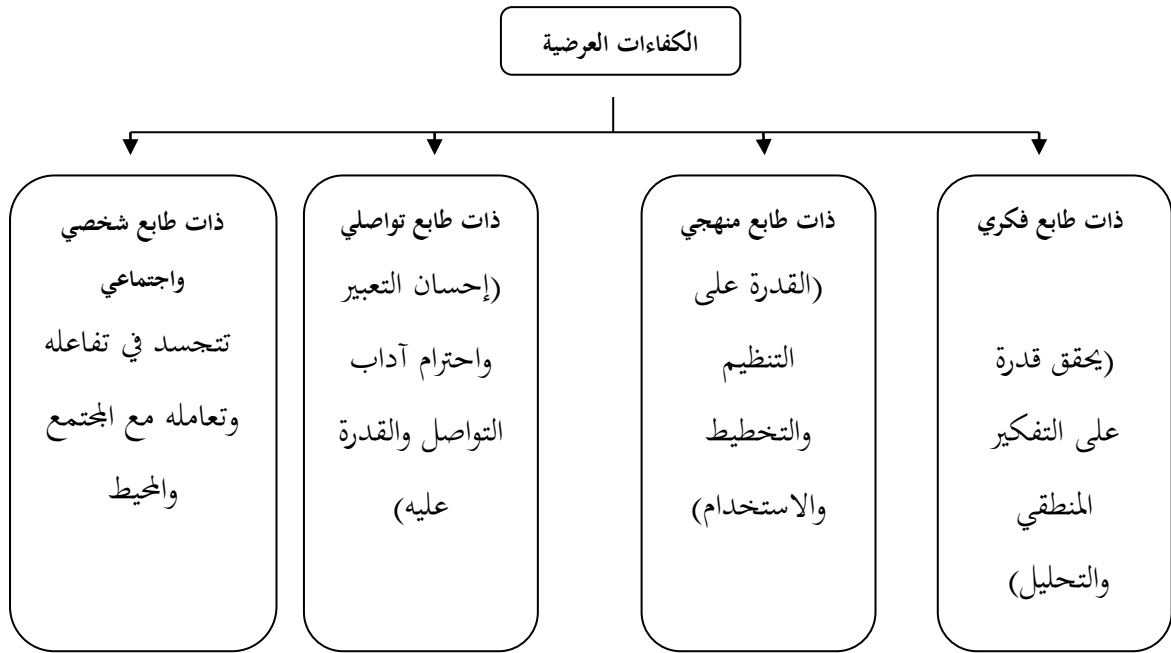 الكفاءات العرضية
ذات طابع فكري
(يحقق قدرة
على التفكير
المنطقي
والتحليل)
ذات طابع منهجي
(القدرة على
التنظيم
والتخطيط
والاستخدام)
ذات طابع تواصلي
(إحسان التعبير
واحترام آداب
التواصل والقدرة
عليه)
ذات طابع شخصي
واجتماعي
تتجسد في تفاعله
وتعامله مع المجتمع
والمحيط